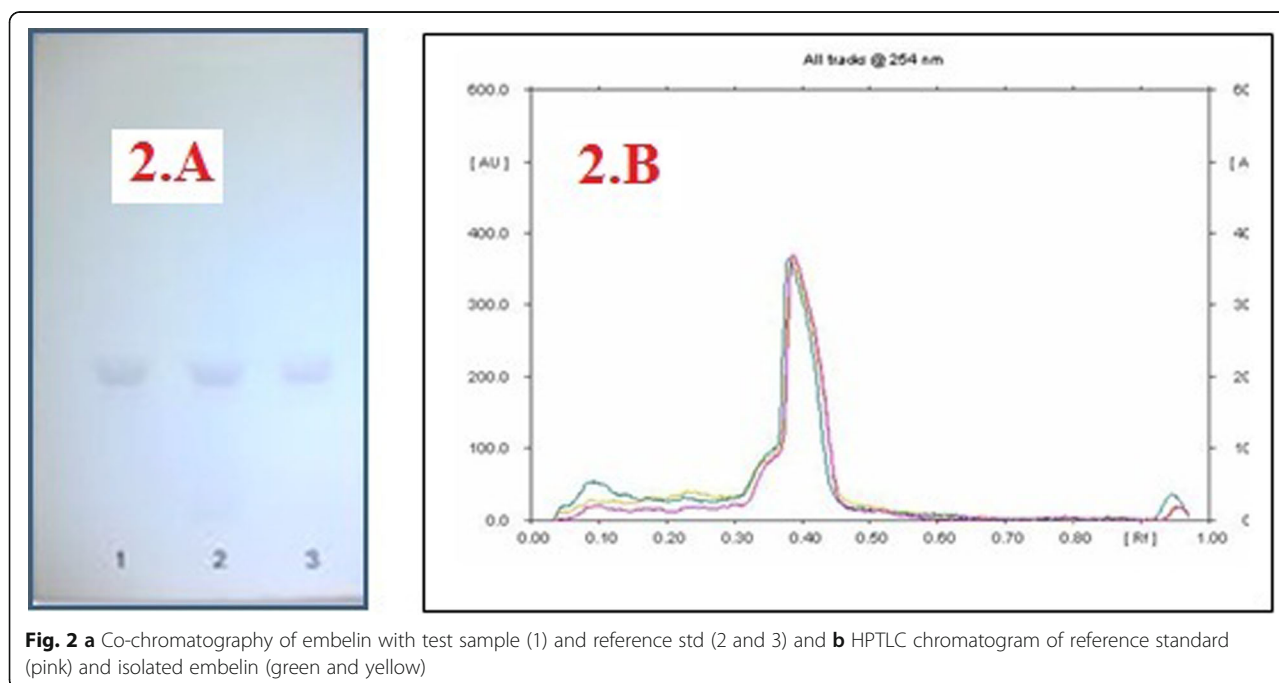 2.A
1 2 3
All tracks @ 254 nm
600.0
[ AU ]
400.0
300.0
200.0
100.0
0.0
2.B
0.00 0.10 0.20 0.30 0.40 0.50 0.60 0.70 0.80 [ Rf ] 1.00
Fig. 2 a Co-chromatography of embelin with test sample (1) and reference std (2 and 3) and b HPTLC chromatogram of reference standard
(pink) and isolated embelin (green and yellow)